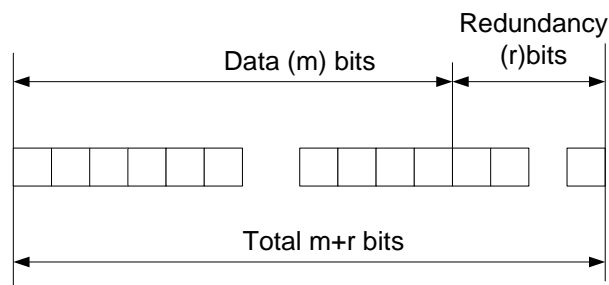 Redundancy
(r)bits
Data (m) bits
Total m+r bits